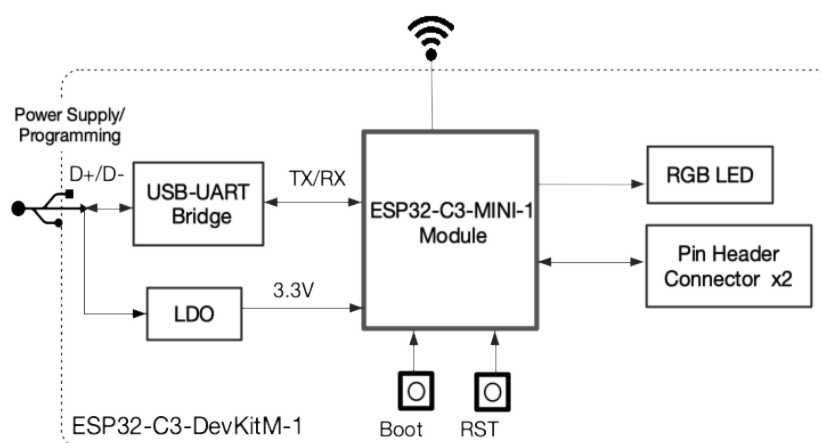 Power Supply/
Programming
D+/D-
USB-UART
Bridge
TX/RX
ESP32-C3-MINI-1
Module
RGB LED
Pin Header
Connector x2
LDO
3.3V
Boot
RST
ESP32-C3-DevKitM-1